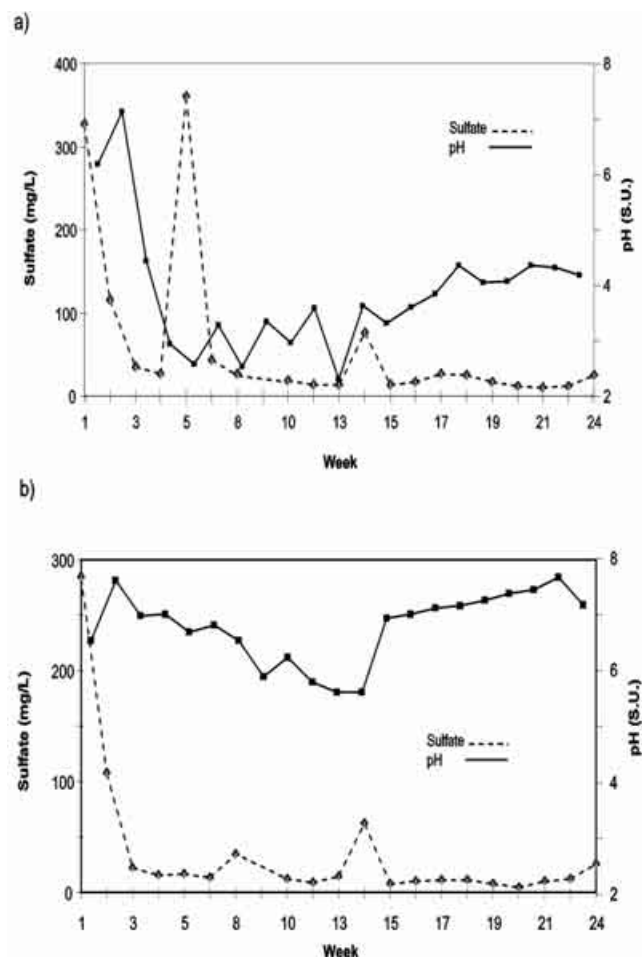 a)
400
300
200
100
0
Sulfate (mg/L)
8
6
4
2
pH (S.U.)
Sulfate
pH
1 3 5 8 10 13 15 17 19 21 24
Week
b)
300
200
100
0
Sulfate (mg/L)
8
6
4
2
pH (S.U.)
Sulfate
pH
1 3 5 8 10 13 15 17 19 21 24
Week